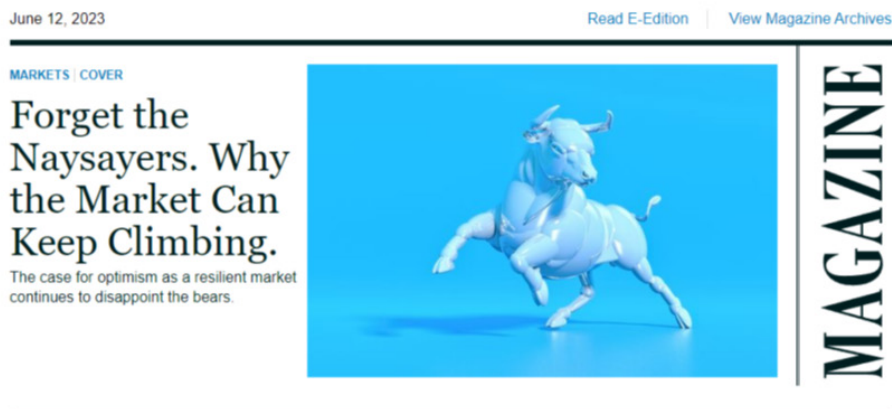 June 12, 2023
Read E-Edition
View Magazine Archives
MARKETS | COVER
Forget the
Naysayers. Why
the Market Can
Keep Climbing.
The case for optimism as a resilient market
continues to disappoint the bears.
MAGAZINE